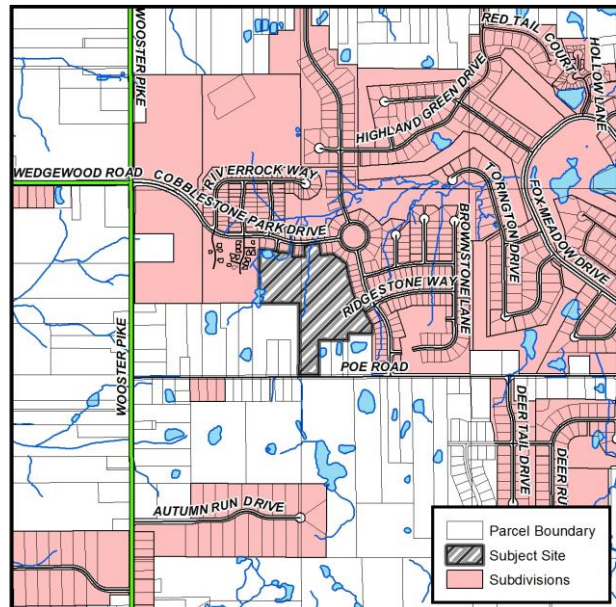 WOOSTER PIKE
RED TAIL COURT
HOLLOW LANE
HIGHLAND GREEN DRIVE
WEDGEWOOD ROAD
COBBLESTONE PARK DRIVE
RIVERROCK WAY
TORINGTON DRIVE
FOX MEADOW DRIVE
BROWNSTONE LANE
RIDGESTONE WAY
WOOSTER PIKE
POE ROAD
DEER TAIL DRIVE
DEER RU
AUTUMN RUN DRIVE
Parcel Boundary
Subject Site
Subdivisions